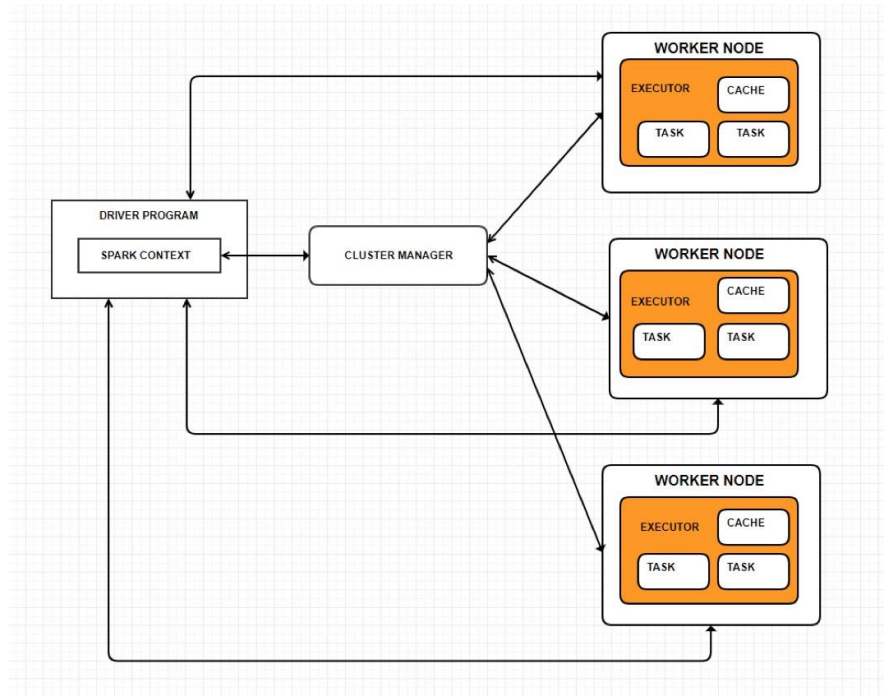 WORKER NODE
EXECUTOR
CACHE
TASK
TASK
DRIVER PROGRAM
SPARK CONTEXT
CLUSTER MANAGER
WORKER NODE
EXECUTOR
CACHE
TASK
TASK
WORKER NODE
EXECUTOR
CACHE
TASK
TASK